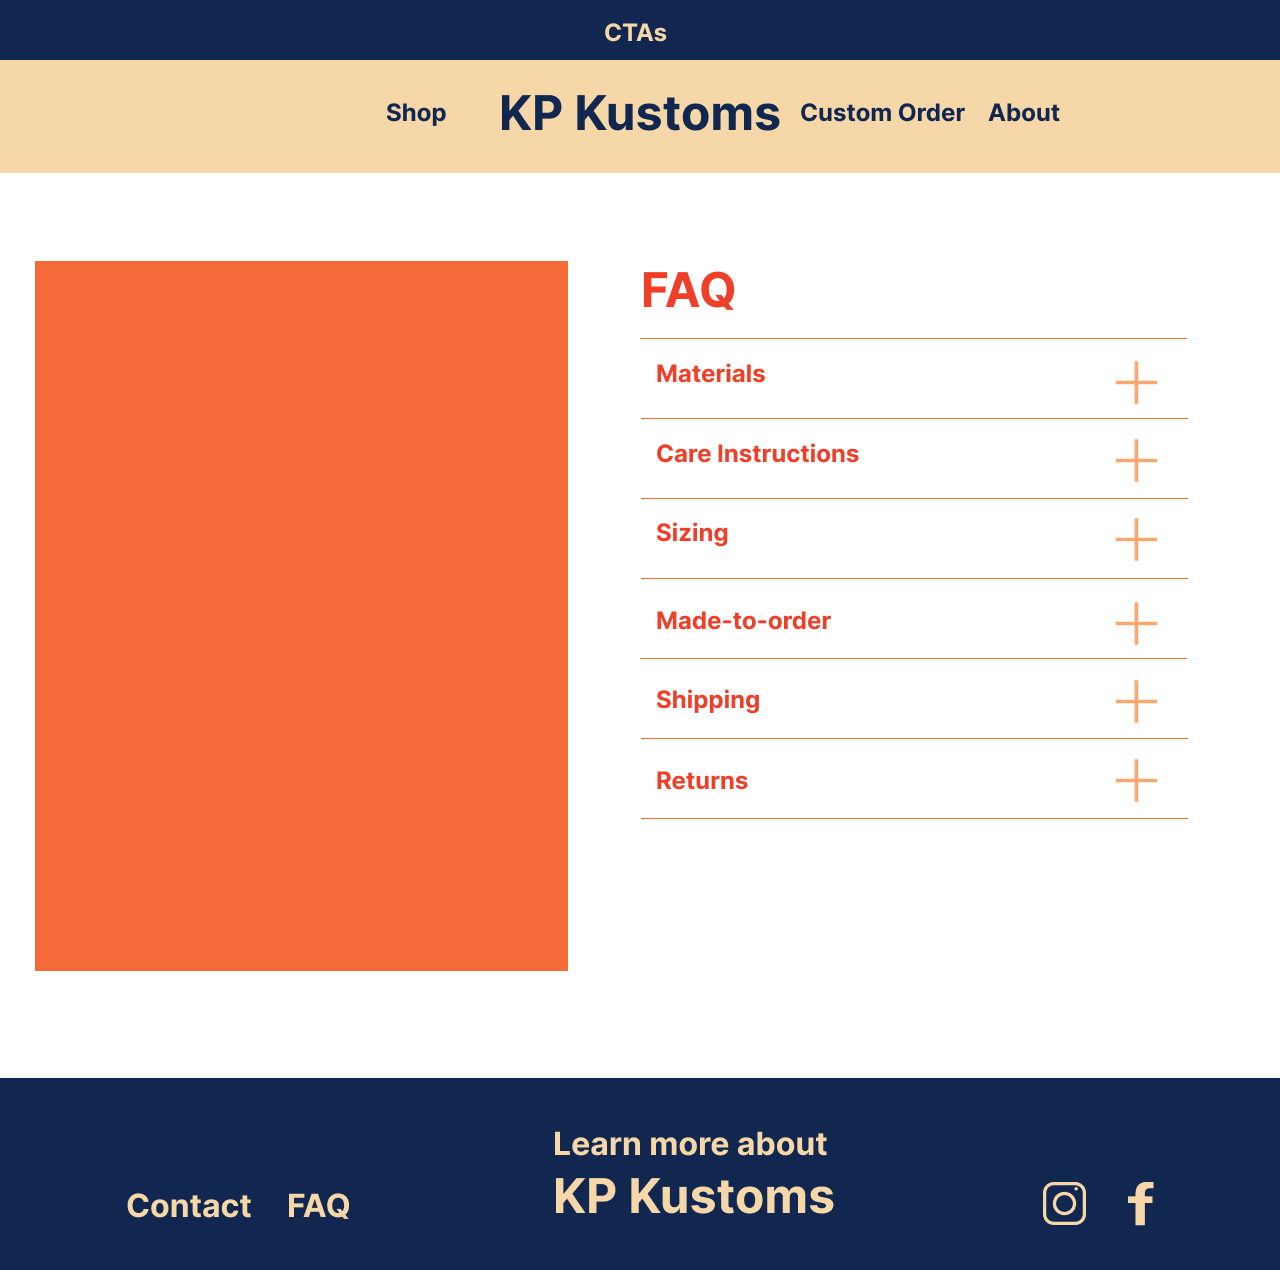 CTAs
Shop KP Kustoms Custom Order About
FAQ
Materials
Care Instructions
Sizing
Made-to-order
Shipping
Returns
Learn more about
KP Kustoms
Contact FAQ